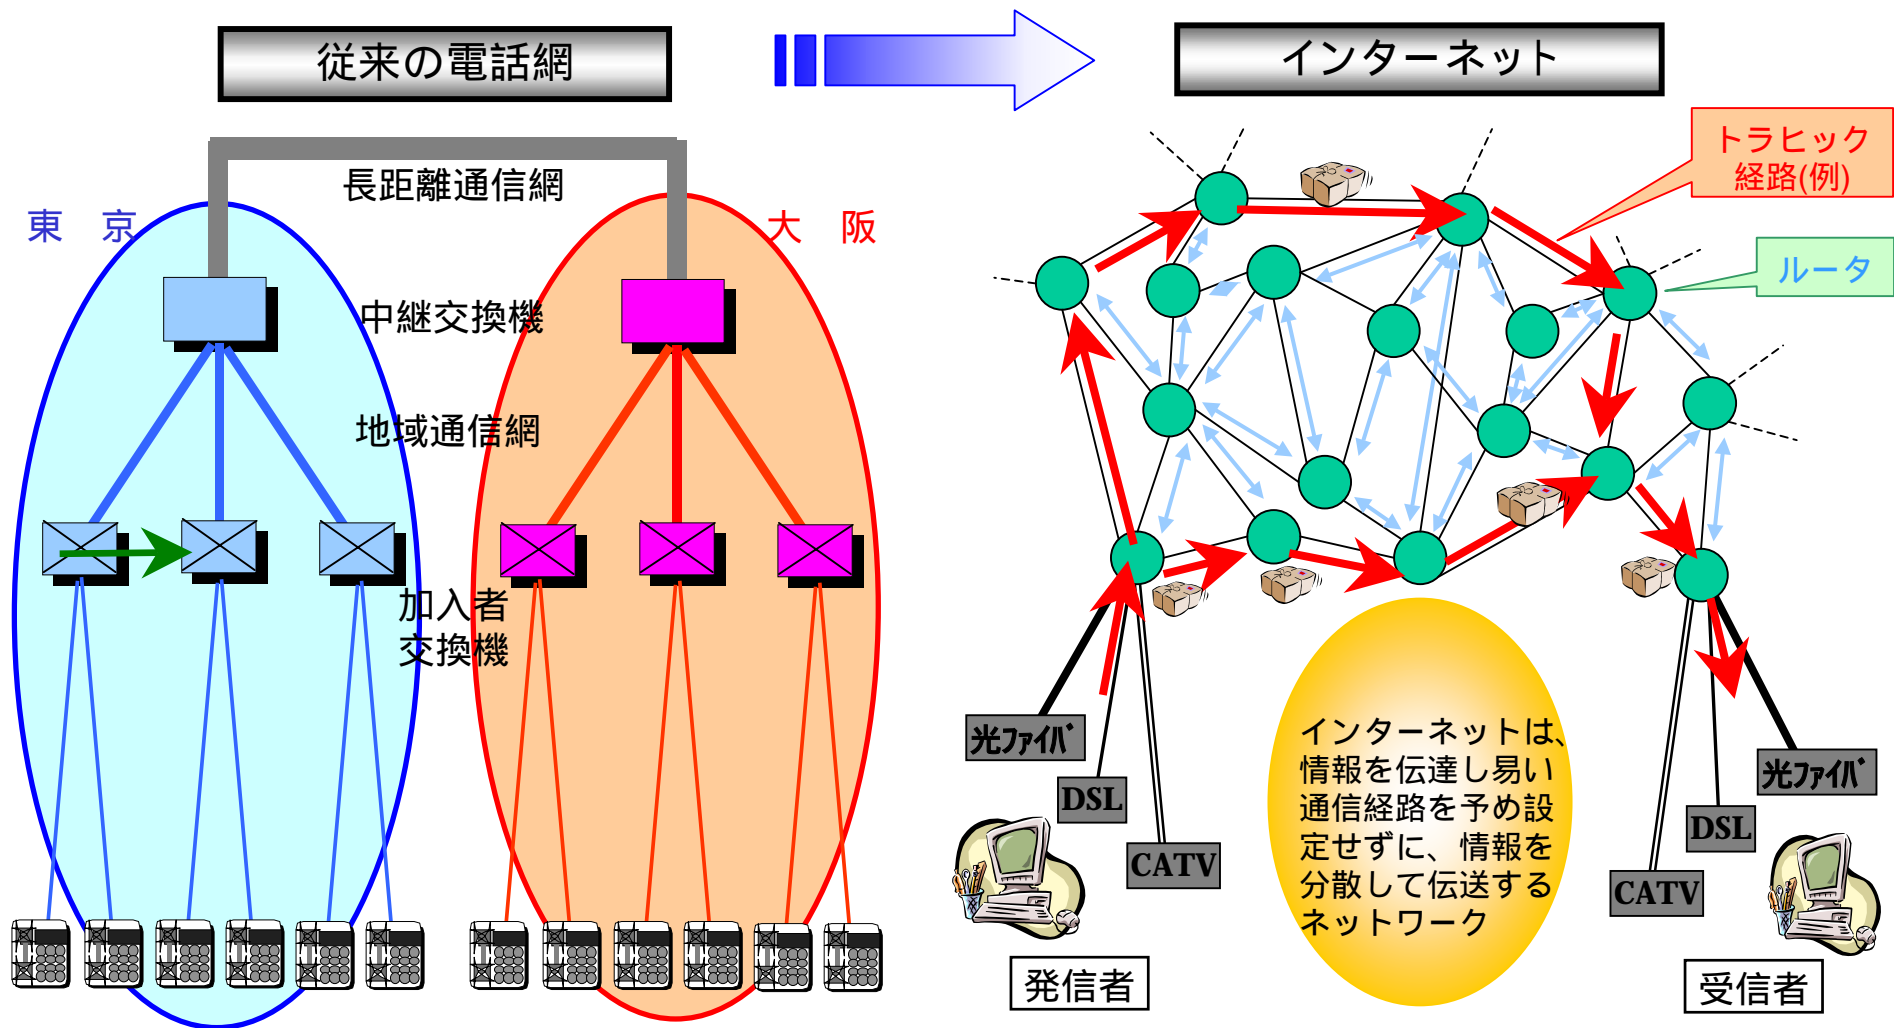 従来の電話網
インターネット
トラヒック
経路(例)
ルータ
長距離通信網
東 京
大 阪
中継交換機
地域通信網
加入者
交換機
光ファイバ
DSL
CATV
発信者
インターネットは、
情報を伝達し易い
通信経路を予め設
定せずに、情報を
分散して伝送する
ネットワーク
光ファイバ
DSL
CATV
受信者